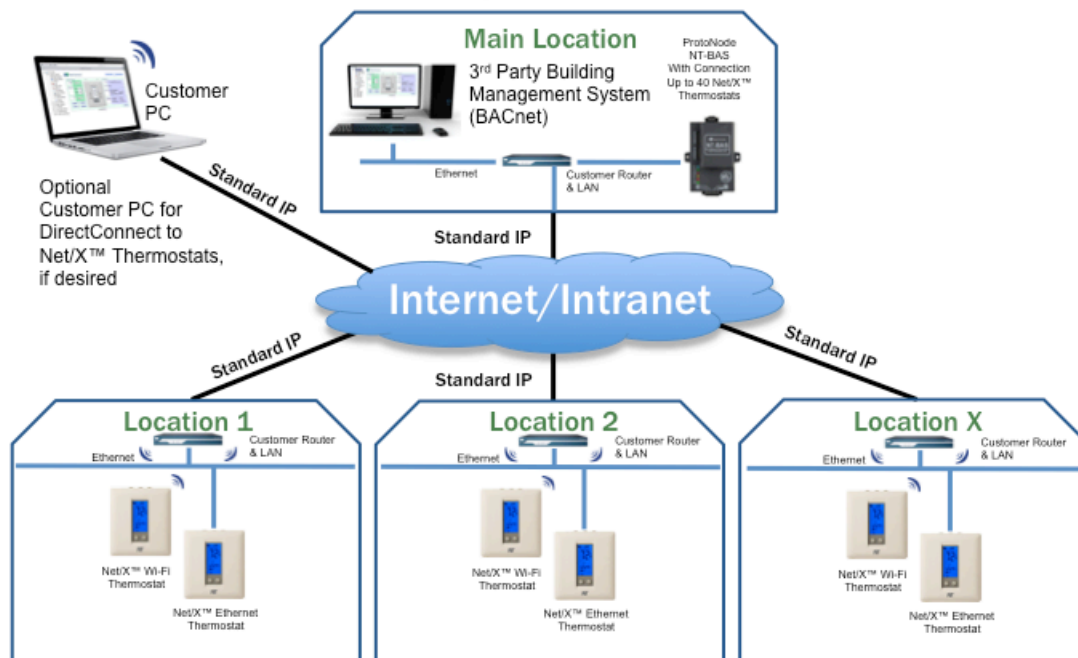 Main Location
3rd Party Building
Management System
(BACnet)
ProtoNode
NT-BAS
With Connection
Up to 40 Net/X™
Thermostats
NT-BAS
Ethernet
Customer Router
& LAN
Customer
PC
Optional
Customer PC for
DirectConnect to
Net/X™ Thermostats,
if desired
Standard IP
Standard IP
Internet/Intranet
Standard IP
Standard IP
Standard IP
Location 1
Customer Router
& LAN
Ethernet
Net/X™ Wi-Fi
Thermostat
Net/X™ Ethernet
Thermostat
Location 2
Customer Router
& LAN
Ethernet
Net/X™ Wi-Fi
Thermostat
Net/X™ Ethernet
Thermostat
Location X
Customer Router
& LAN
Ethernet
Net/X™ Wi-Fi
Thermostat
Net/X™ Ethernet
Thermostat